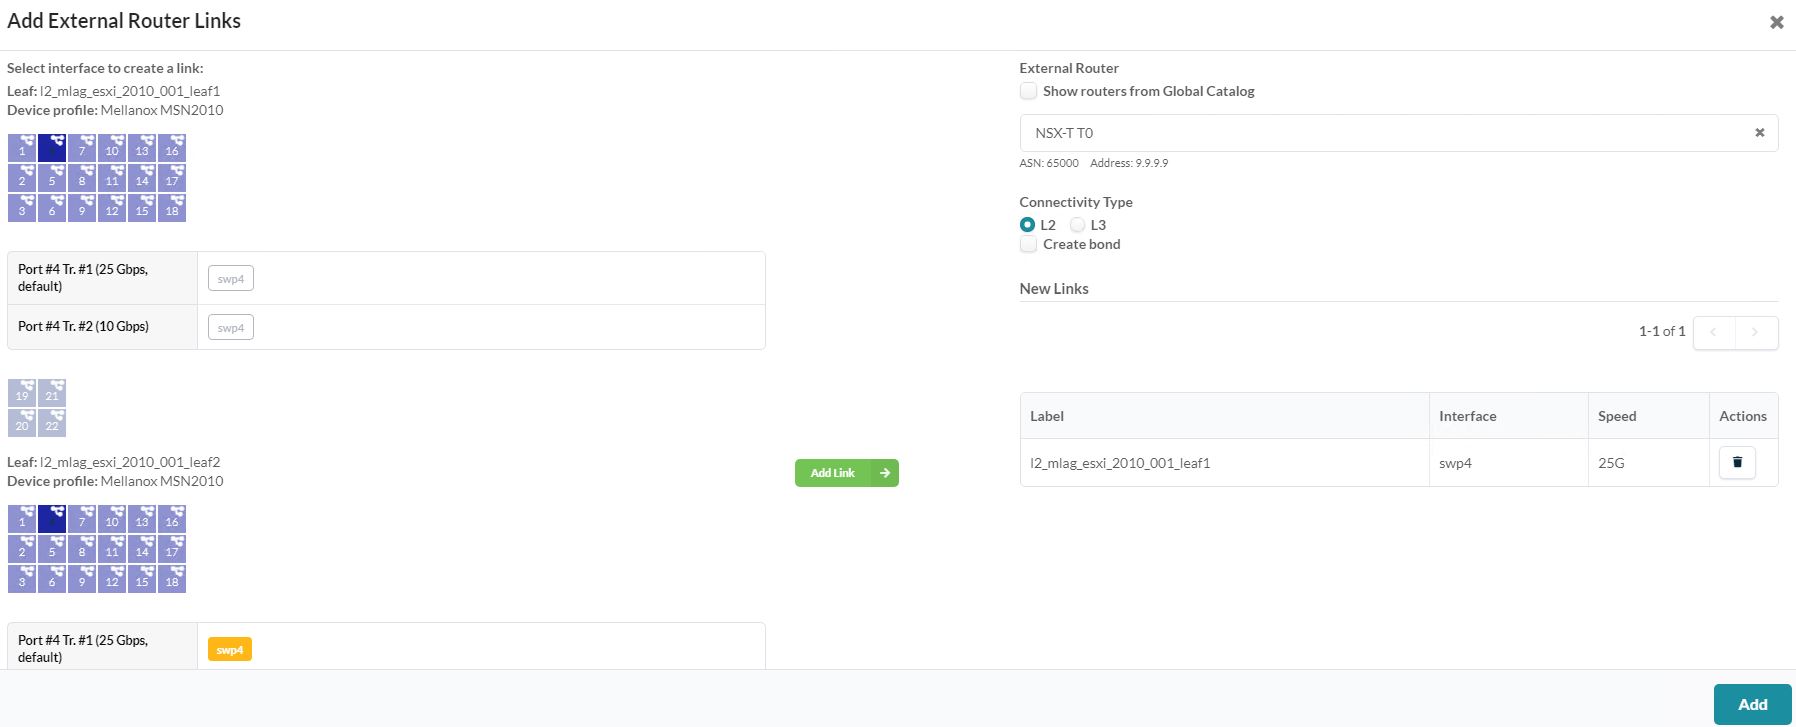 Add External Router Links
Select interface to create a link:
Leaf: l2_mlag_esxi_2010_001_leaf1
Device profile: Mellanox MSN2010
1 7 10 13 16
2 5 8 11 14 17
3 6 9 12 15 18
Port #4 Tr. #1 (25 Gbps,
default)
swp4
Port #4 Tr. #2 (10 Gbps)
swp4
19 21
20 22
Leaf: l2_mlag_esxi_2010_001_leaf2
Device profile: Mellanox MSN2010
1 7 10 13 16
2 5 8 11 14 17
3 6 9 12 15 18
Port #4 Tr. #1 (25 Gbps,
default)
swp4
Add Link
External Router
Show routers from Global Catalog
NSX-T T0
ASN: 65000 Address: 9.9.9.9
Connectivity Type
L2 L3
Create bond
New Links
1-1 of 1
Label Interface Speed Actions
l2_mlag_esxi_2010_001_leaf1 swp4 25G
Add